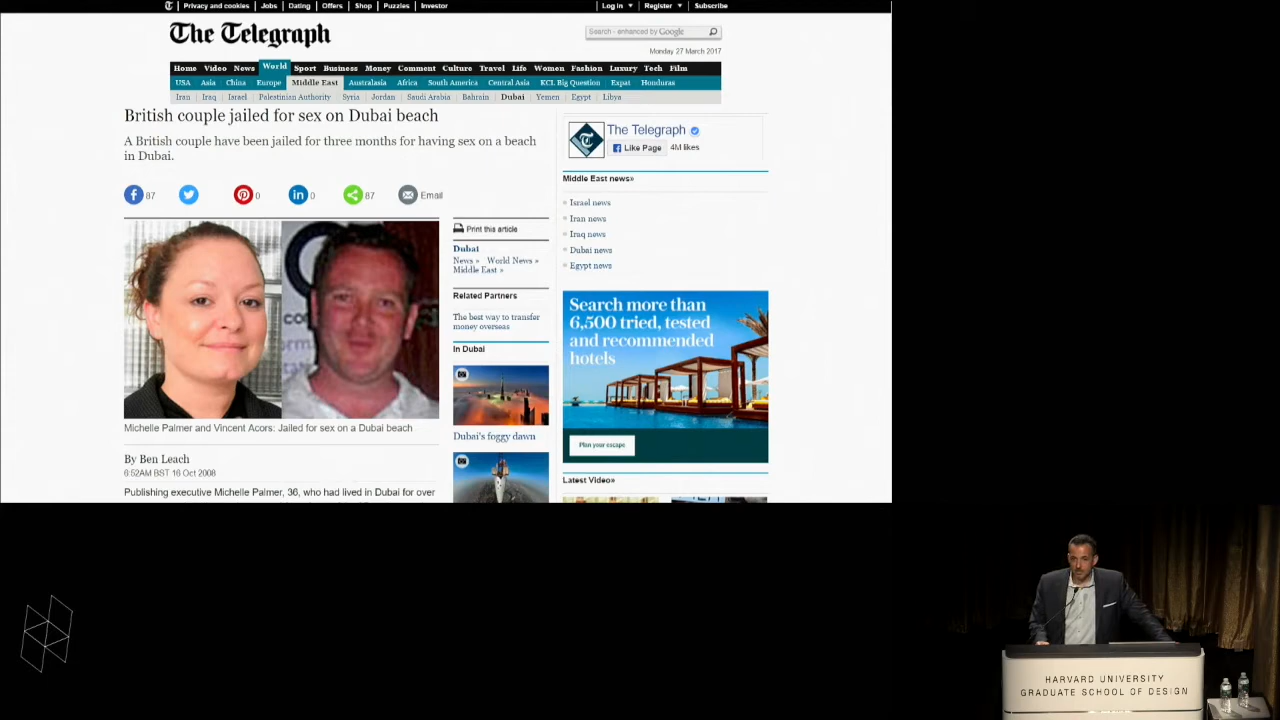 Privacy and cookies Jobs Dating Offers Shop Puzzles Investor Log in Register Subscribe
The Telegraph
Search - enhanced by Google
Monday 27 March 2017
Home Video News World Sport Business Money Comment Culture Travel Life Women Fashion Luxury Tech Film
USA Asia China Europe Middle East Australasia Africa South America Central Asia KCL Big Question Expat Honduras
Iran Iraq Israel Palestinian Authority Syria Jordan Saudi Arabia Bahrain Dubai Yemen Egypt Libya
British couple jailed for sex on Dubai beach
A British couple have been jailed for three months for having sex on a beach
in Dubai.
87 0 0 87 Email
Michelle Palmer and Vincent Acors: Jailed for sex on a Dubai beach
By Ben Leach
6:52AM BST 16 Oct 2008
Publishing executive Michelle Palmer, 36, who had lived in Dubai for over
Print this article
Dubai
News » World News »
Middle East »
Related Partners
The best way to transfer
money overseas
In Dubai
Dubai's foggy dawn
The Telegraph
Like Page 4M likes
Middle East news»
Israel news
Iran news
Iraq news
Dubai news
Egypt news
Search more than
6,500 tried, tested
and recommended
hotels
Plan your escape
Latest Video»
HARVARD UNIVERSITY
GRADUATE SCHOOL OF DESIGN